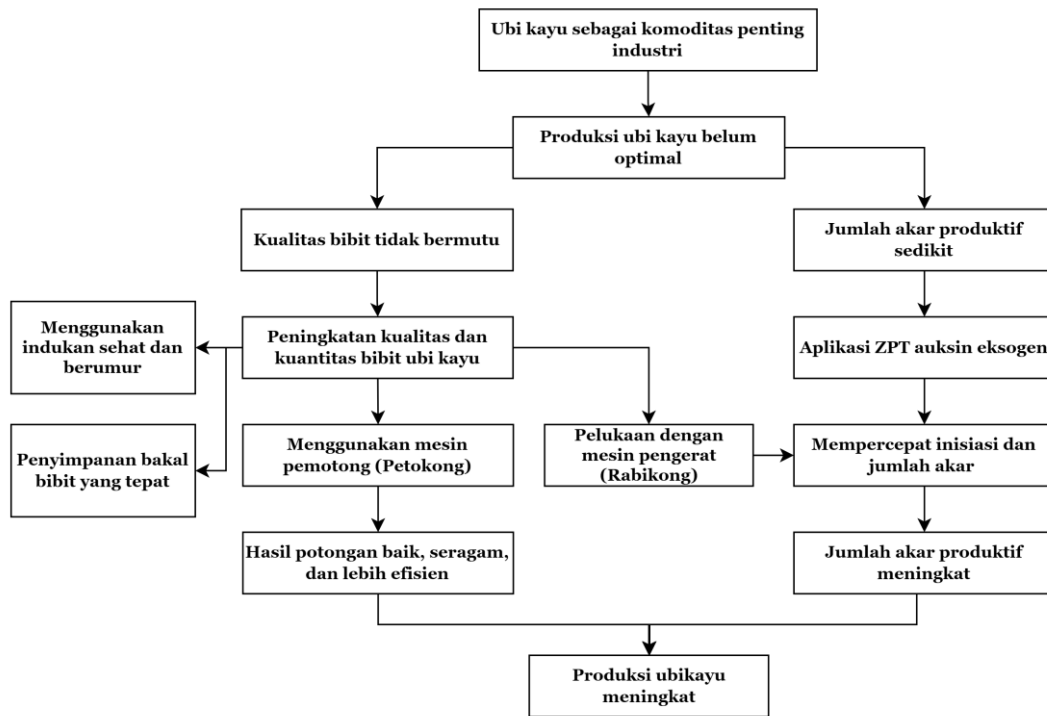 Ubi kayu sebagai komoditas penting
industri
Produksi ubi kayu belum
optimal
Kualitas bibit tidak bermutu
Jumlah akar produktif
sedikit
Menggunakan
indukan sehat dan
berumur
Peningkatan kualitas dan
kuantitas bibit ubi kayu
Aplikasi ZPT auksin eksogen
Penyimpanan bakal
bibit yang tepat
Menggunakan mesin
pemotong (Petokong)
Pelukaan dengan
mesin pengerat
(Rabikong)
Mempercepat inisiasi dan
jumlah akar
Hasil potongan baik, seragam,
dan lebih efisien
Jumlah akar produktif
meningkat
Produksi ubikayu
meningkat